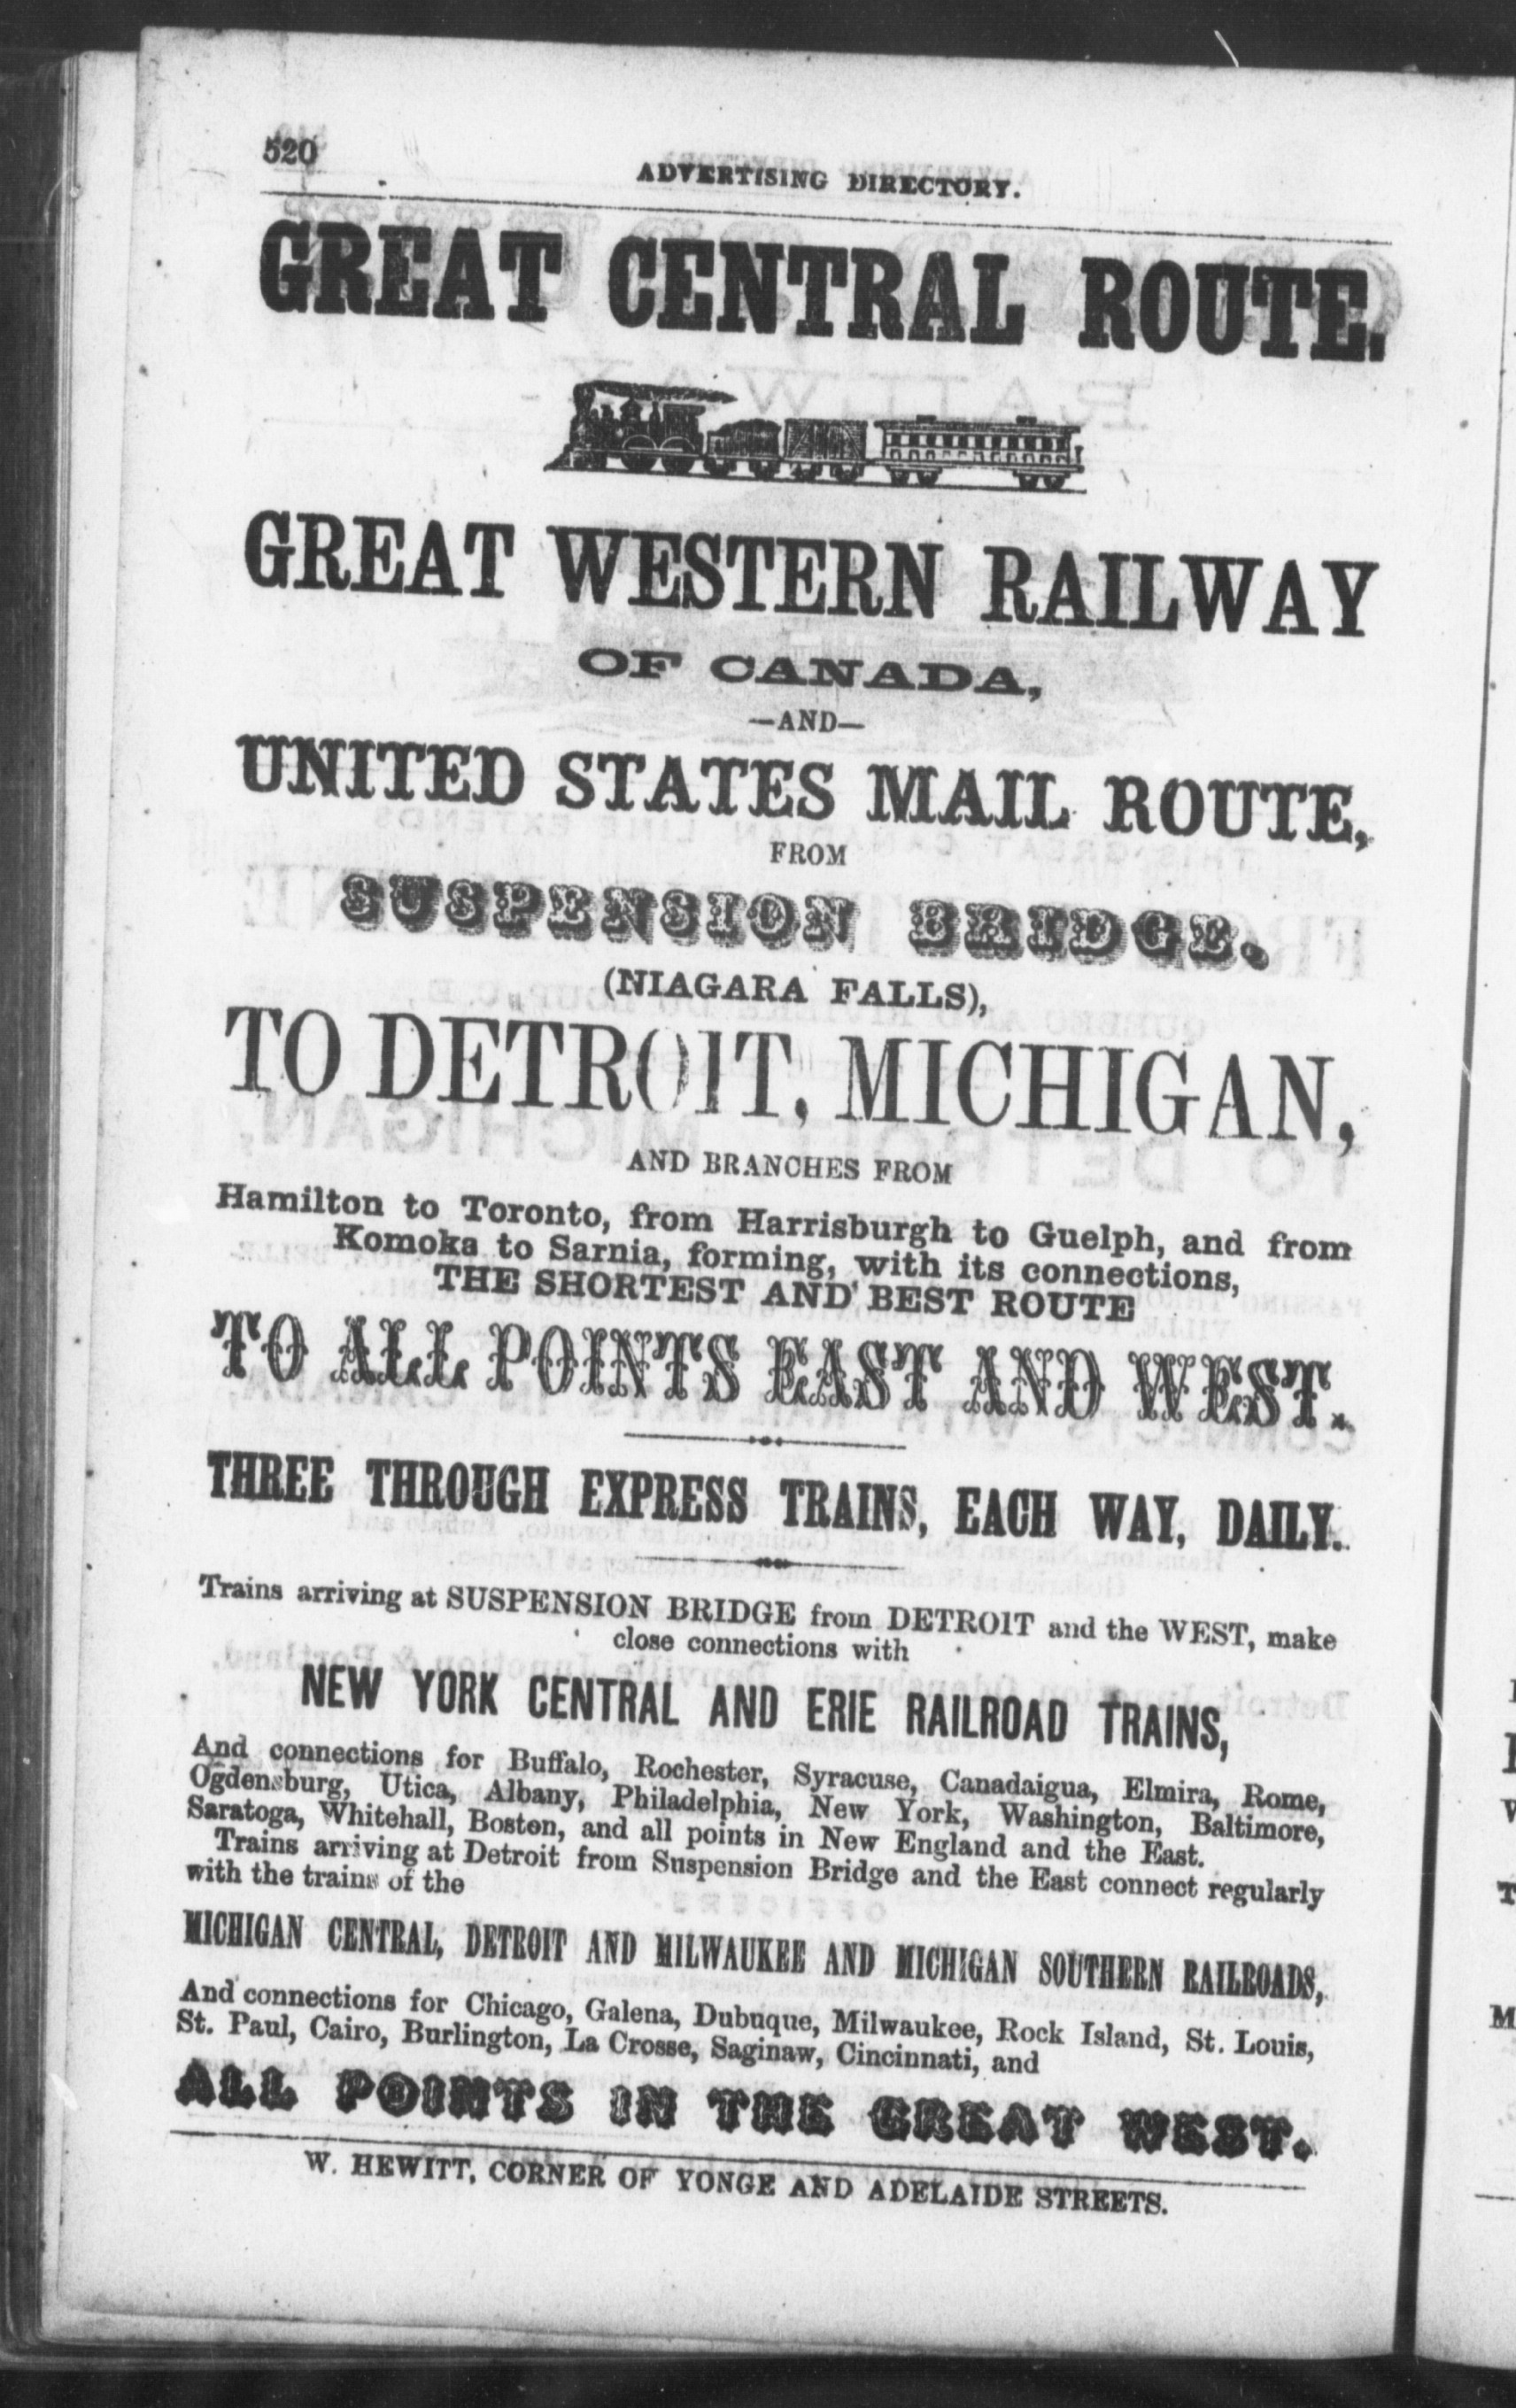 520
ADVERTISING DIRECTORY.
GREAT CENTRAL ROUTE.
GREAT WESTERN RAILWAY
OF CANADA,
—AND—
UNITED STATES MAIL ROUTE,
FROM
SUSPENSION BRIDGE.
(NIAGARA FALLS),
TO DETROIT, MICHIGAN,
AND BRANCHES FROM
Hamilton to Toronto, from Harrisburgh to Guelph, and from
Komoka to Sarnia, forming, with its connections,
THE SHORTEST AND BEST ROUTE
TO ALL POINTS EAST AND WEST.
THREE THROUGH EXPRESS TRAINS, EACH WAY, DAILY.
Trains arriving at SUSPENSION BRIDGE from DETROIT and the WEST, make
close connections with
NEW YORK CENTRAL AND ERIE RAILROAD TRAINS,
And connections for Buffalo, Rochester, Syracuse, Canadaigua, Elmira, Rome,
Ogdensburg, Utica, Albany, Philadelphia, New York, Washington, Baltimore,
Saratoga, Whitehall, Boston, and all points in New England and the East.
Trains arriving at Detroit from Suspension Bridge and the East connect regularly
with the trains of the
MICHIGAN CENTRAL, DETROIT AND MILWAUKEE AND MICHIGAN SOUTHERN RAILROADS,
And connections for Chicago, Galena, Dubuque, Milwaukee, Rock Island, St. Louis,
St. Paul, Cairo, Burlington, La Crosse, Saginaw, Cincinnati, and
ALL POINTS IN THE GREAT WEST.
W. HEWITT, CORNER OF YONGE AND ADELAIDE STREETS.